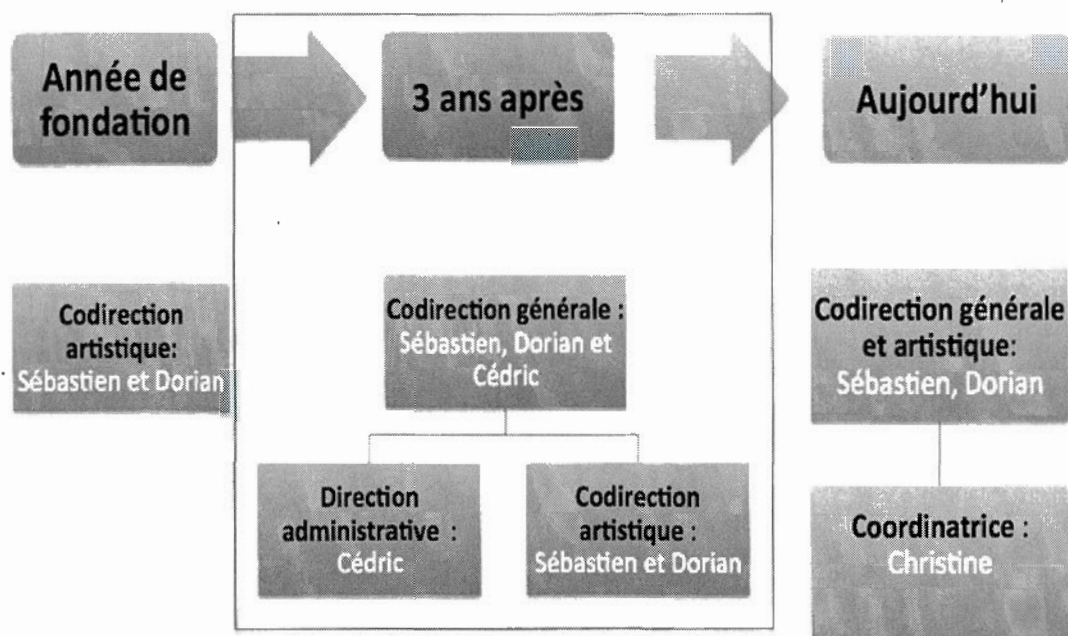 Année de
fondation
3 ans après
Aujourd'hui
Codirection
artistique:
Sébastien et Dorian
Codirection générale :
Sébastien, Dorian et
Cédric
Direction
administrative :
Cédric
Codirection
artistique :
Sébastien et Dorian
Codirection générale
et artistique:
Sébastien, Dorian
Coordinatrice :
Christine